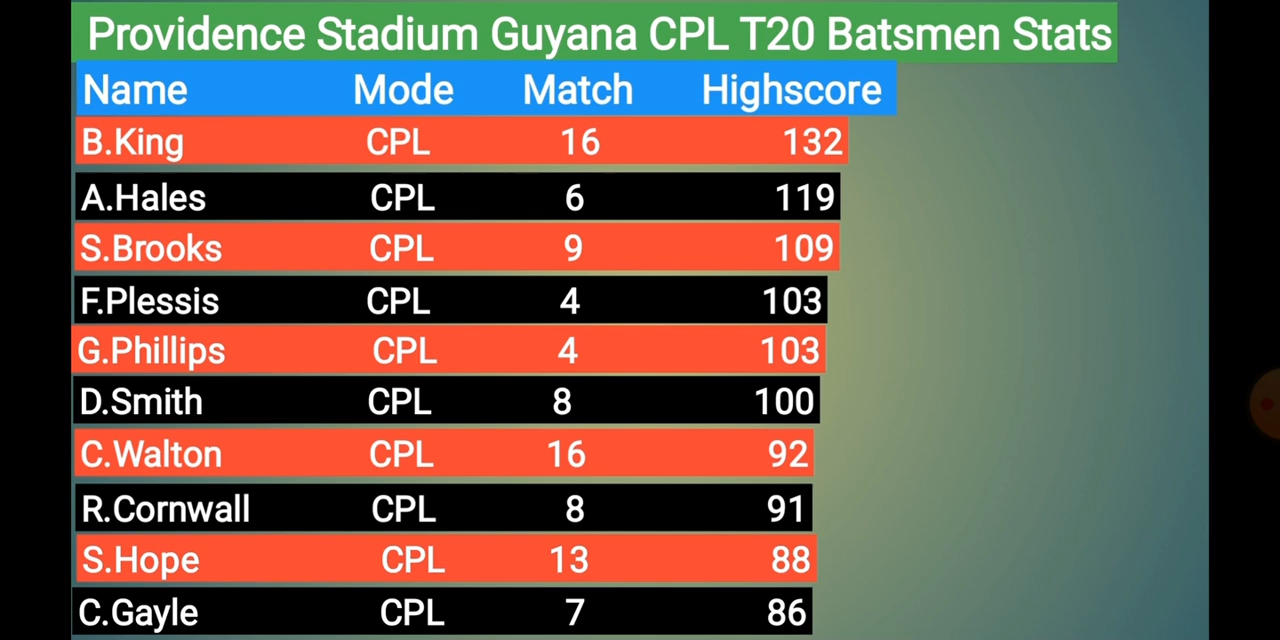 Providence Stadium Guyana CPL T20 Batsmen Stats
Name Mode Match Highscore
B.King CPL 16 132
A.Hales CPL 6 119
S.Brooks CPL 9 109
F.Plessis CPL 4 103
G.Phillips CPL 4 103
D.Smith CPL 8 100
C.Walton CPL 16 92
R.Cornwall CPL 8 91
S.Hope CPL 13 88
C.Gayle CPL 7 86